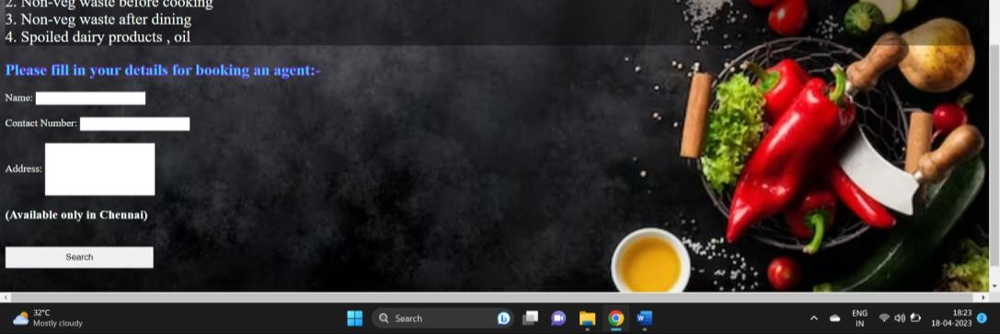 2. Non-veg waste before cooking
3. Non-veg waste after dining
4. Spoiled dairy products , oil
Please fill in your details for booking an agent:-
Name:
Contact Number:
Address:
(Available only in Chennai)
Search
32°C
Mostly cloudy
Search
ENG
IN
18:23
18-04-2023
2